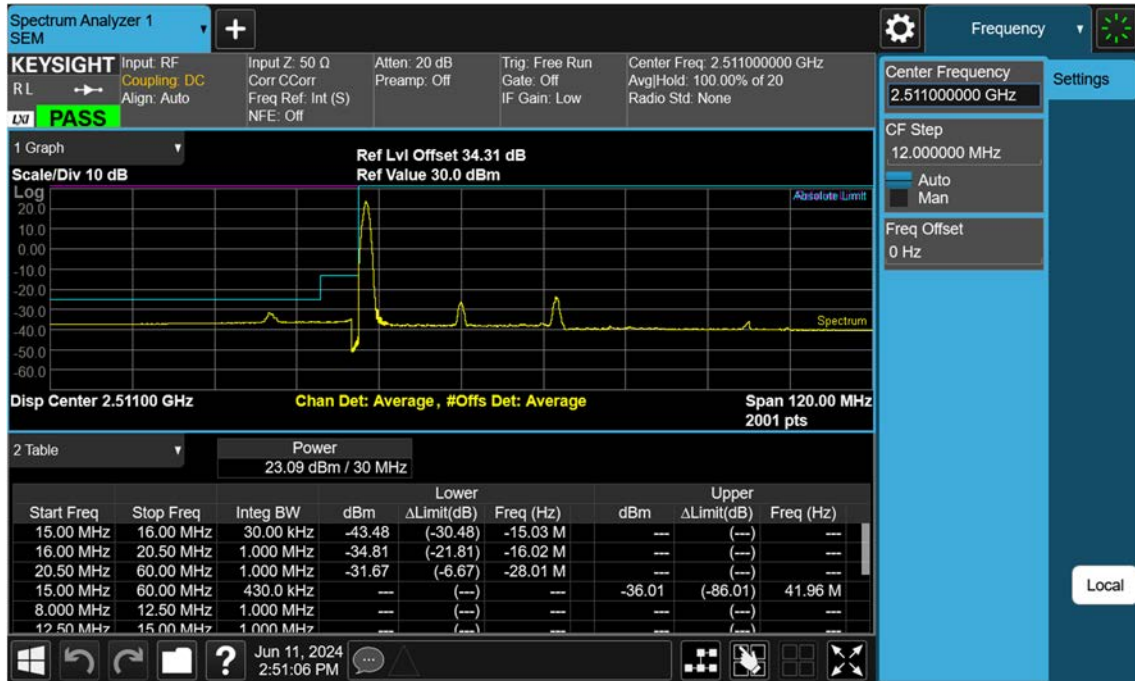 Spectrum Analyzer 1
SEM
Frequency
KEYSIGHT
RL
LXI PASS
Input: RF
Coupling: DC
Align: Auto
Input Z: 50 Ω
Corr CCorr
Freq Ref: Int (S)
NFE: Off
Atten: 20 dB
Preamp: Off
Trig: Free Run
Gate: Off
IF Gain: Low
Center Freq: 2.511000000 GHz
Avg|Hold: 100.00% of 20
Radio Std: None
Center Frequency
2.511000000 GHz
Settings
CF Step
12.000000 MHz
Auto
Man
Freq Offset
0 Hz
1 Graph
Ref Lvl Offset 34.31 dB
Scale/Div 10 dB Ref Value 30.0 dBm
Log
Absolute Limit
20.0
10.0
0.00
-10.0
-20.0
-30.0
Spectrum
-40.0
-50.0
-60.0
Disp Center 2.51100 GHz Chan Det: Average, #Offs Det: Average Span 120.00 MHz
2001 pts
2 Table Power
23.09 dBm / 30 MHz
Lower Upper
Start Freq Stop Freq Integ BW dBm ΔLimit(dB) Freq (Hz) dBm ΔLimit(dB) Freq (Hz)
15.00 MHz 16.00 MHz 30.00 kHz -43.48 (-30.48) -15.03 M --- (---) ---
16.00 MHz 20.50 MHz 1.000 MHz -34.81 (-21.81) -16.02 M --- (---) ---
20.50 MHz 60.00 MHz 1.000 MHz -31.67 (-6.67) -28.01 M --- (---) ---
15.00 MHz 60.00 MHz 430.0 kHz --- (---) --- -36.01 (-86.01) 41.96 M
8.000 MHz 12.50 MHz 1.000 MHz --- (---) --- --- (---) ---
12.50 MHz 15.00 MHz 1.000 MHz --- (---) --- --- (---) ---
Local
Jun 11, 2024
2:51:06 PM